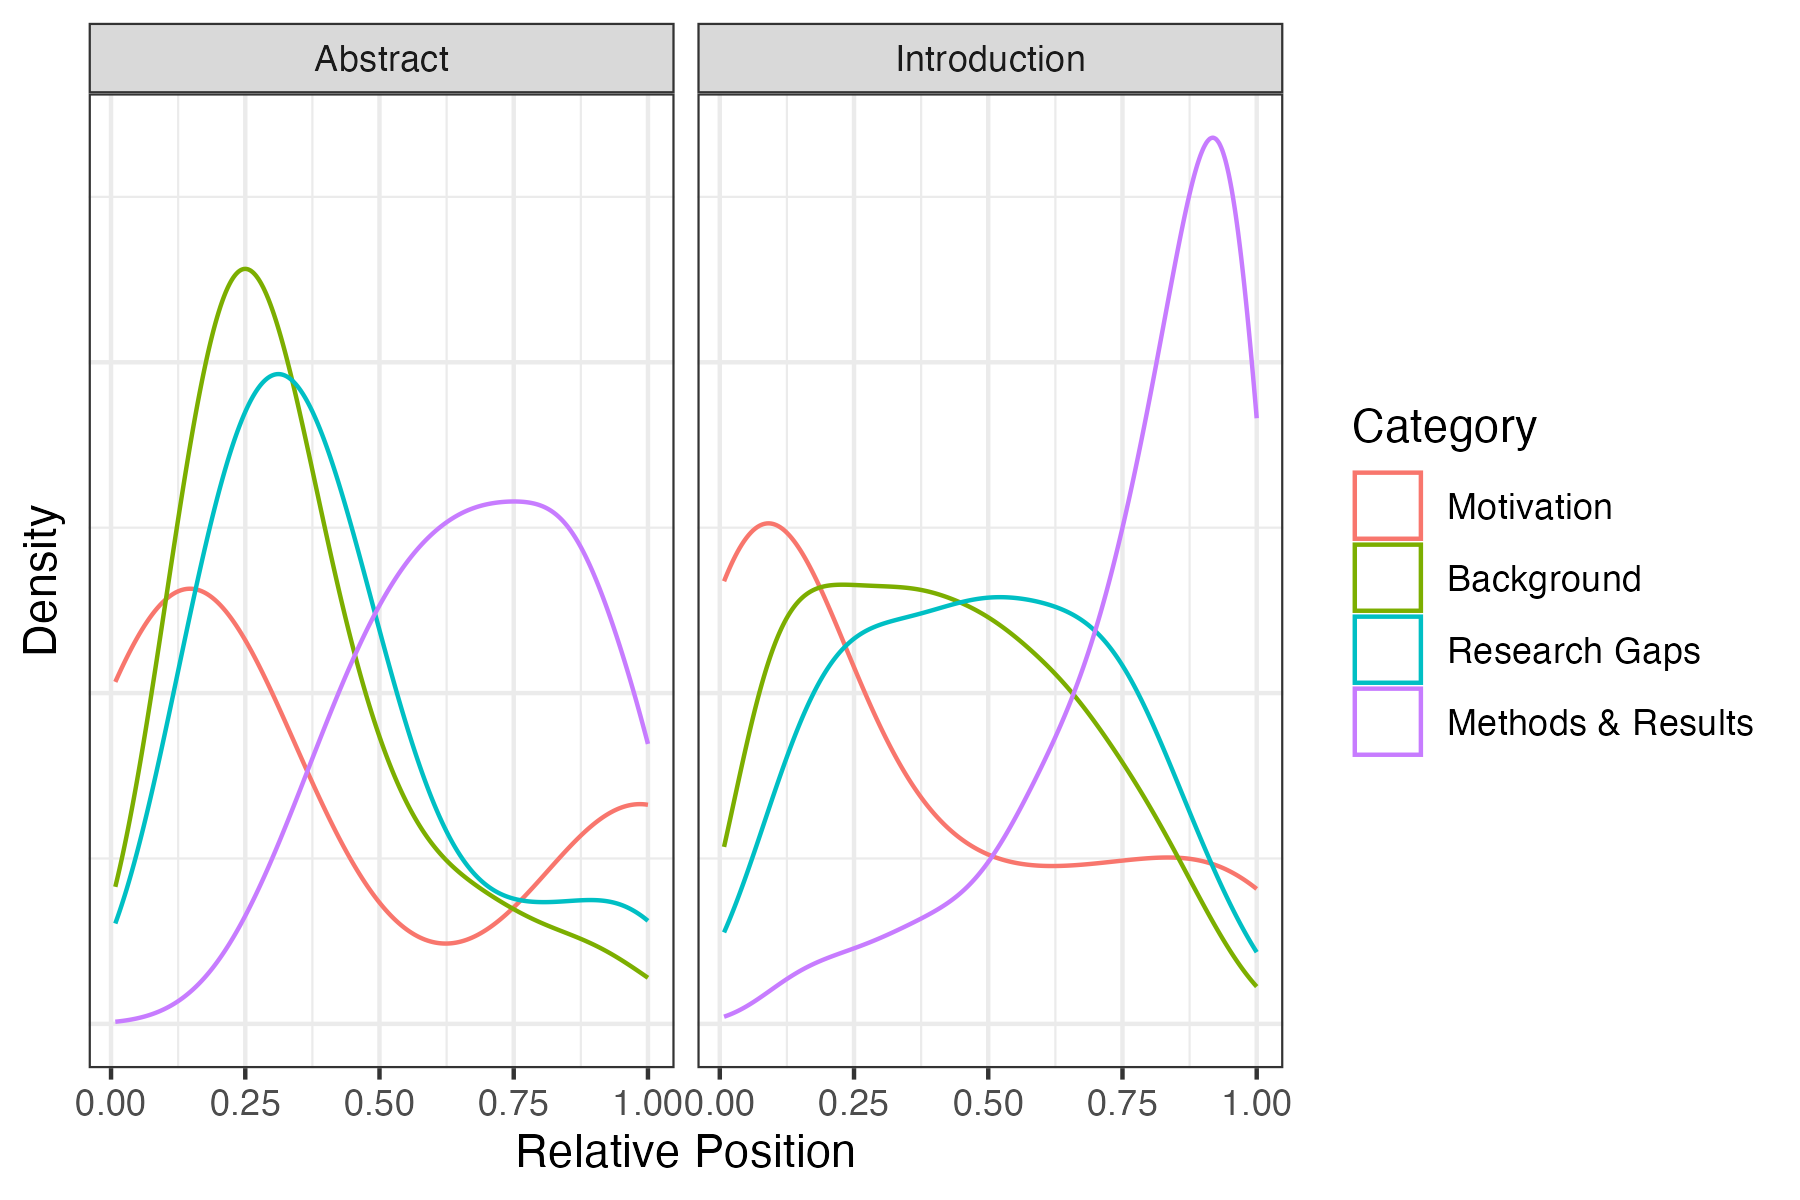 Abstract
Introduction
Density
0.00 0.25 0.50 0.75 1.00
0.00 0.25 0.50 0.75 1.00
Relative Position
Category
Motivation
Background
Research Gaps
Methods & Results